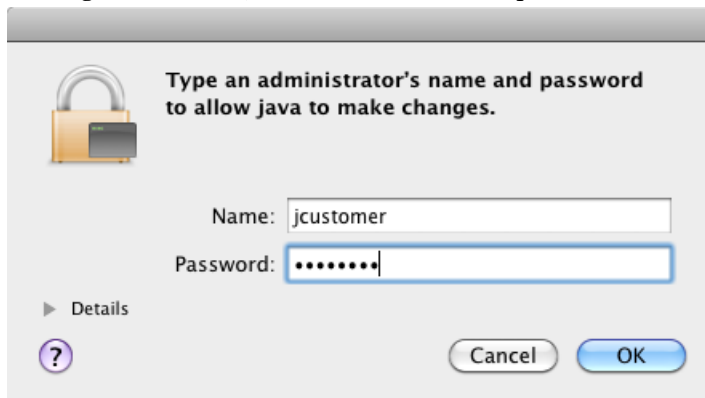 Type an administrator's name and password
to allow java to make changes.
Name: jcustomer
Password: ••••••••
Details
?
Cancel OK